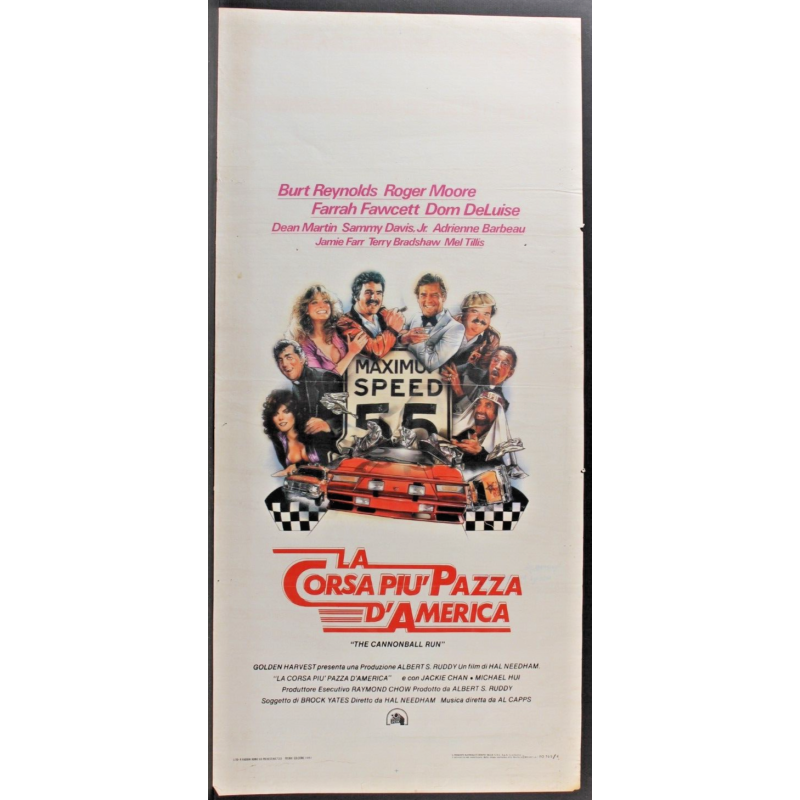 Burt Reynolds Roger Moore
Farrah Fawcett Dom DeLuise
Dean Martin Sammy Davis, Jr. Adrienne Barbeau
Jamie Farr Terry Bradshaw Mel Tillis
MAXIMU
SPEED
55
LA
CORSA PIU' PAZZA
D'AMERICA
"THE CANNONBALL RUN"
GOLDEN HARVEST presenta una Produzione ALBERT S. RUDDY Un film di HAL NEEDHAM
"LA CORSA PIU' PAZZA D'AMERICA" e con JACKIE CHAN • MICHAEL HUI
Produttore Esecutivo RAYMOND CHOW Prodotto da ALBERT S. RUDDY
Soggetto di BROCK YATES Diretto da HAL NEEDHAM Musica diretta da AL CAPPS